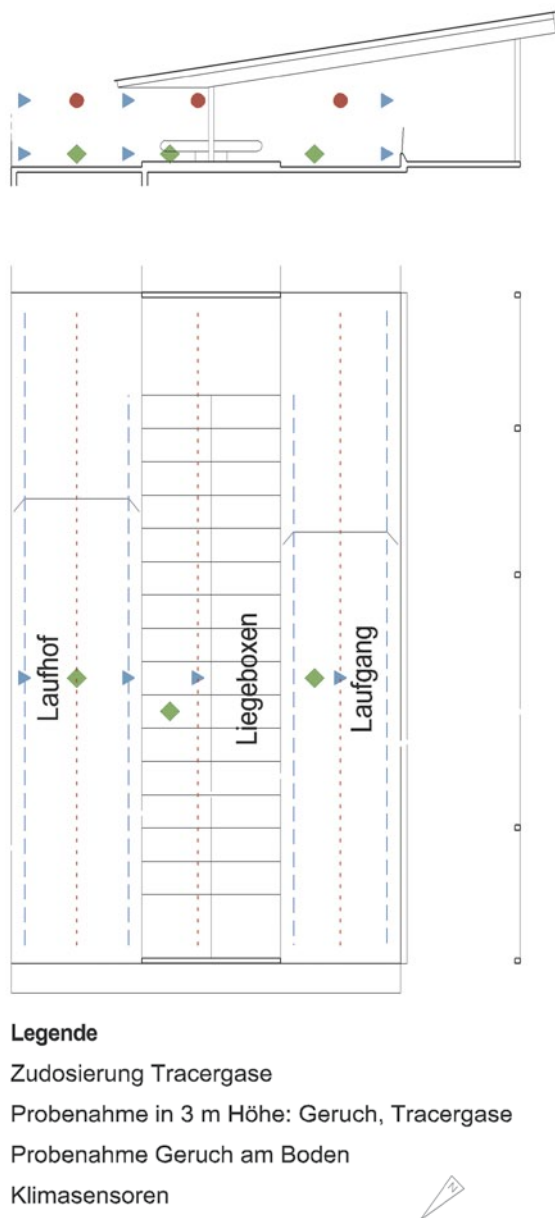 Laufhof
Liegeboxen
Laufgang
Legende
Zudosierung Tracergase
Probenahme in 3 m Höhe: Geruch, Tracergase
Probenahme Geruch am Boden
Klimasensoren
N